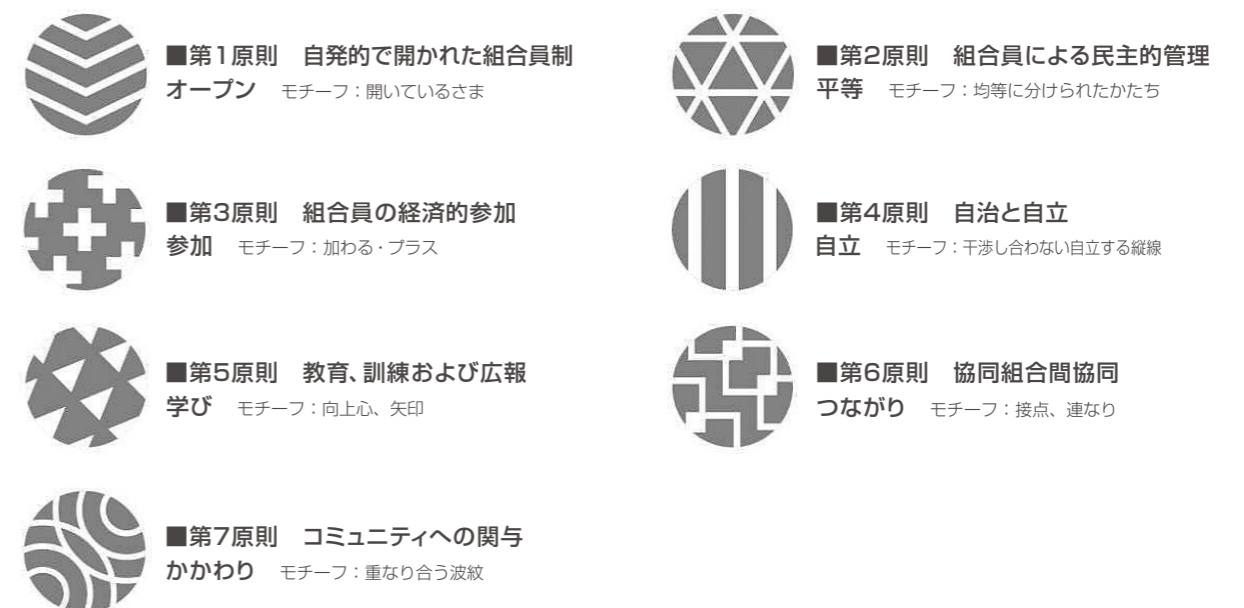 ■第1原則　自発的で開かれた組合員制
オープン　モチーフ：開いているさま
■第2原則　組合員による民主的管理
平等　モチーフ：均等に分けられたかたち
■第3原則　組合員の経済的参加
参加　モチーフ：加わる・プラス
■第4原則　自治と自立
自立　モチーフ：干渉し合わない自立する縦線
■第5原則　教育、訓練および広報
学び　モチーフ：向上心、矢印
■第6原則　協同組合間協同
つながり　モチーフ：接点、連なり
■第7原則　コミュニティへの関与
かかわり　モチーフ：重なり合う波紋